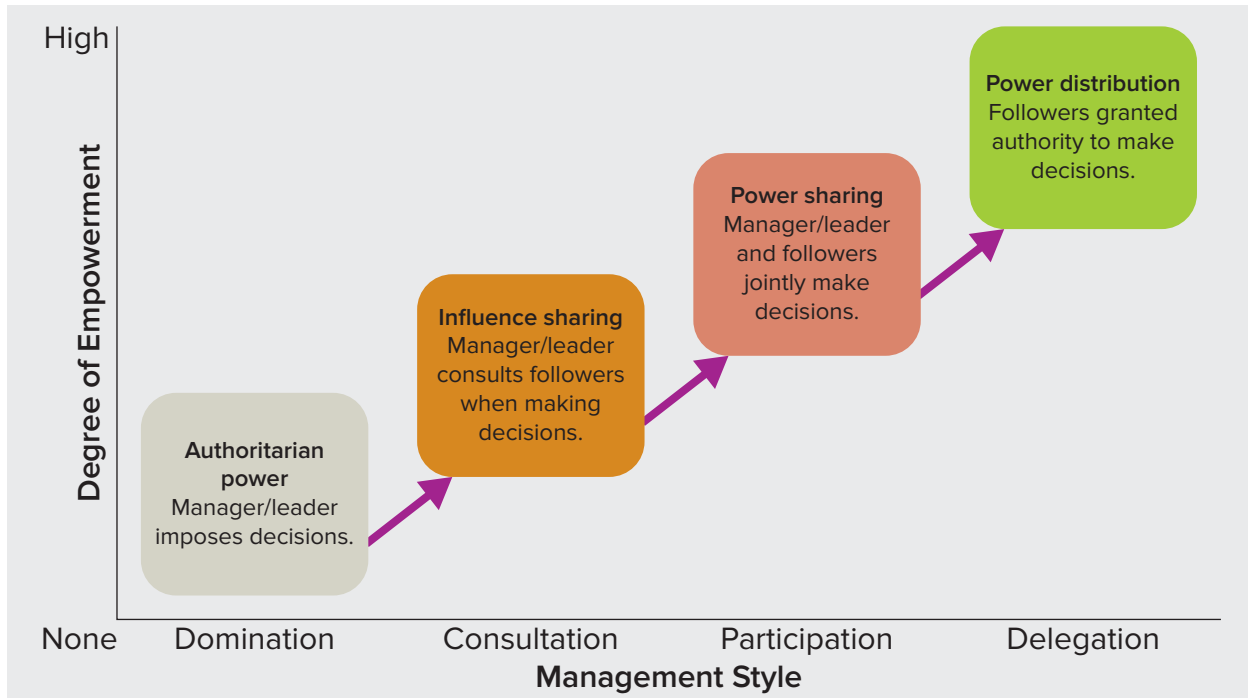 High
Degree of Empowerment
None
Authoritarian
power
Manager/leader
imposes decisions.
Influence sharing
Manager/leader
consults followers
when making
decisions.
Power sharing
Manager/leader
and followers
jointly make
decisions.
Power distribution
Followers granted
authority to make
decisions.
Domination
Consultation
Participation
Delegation
Management Style